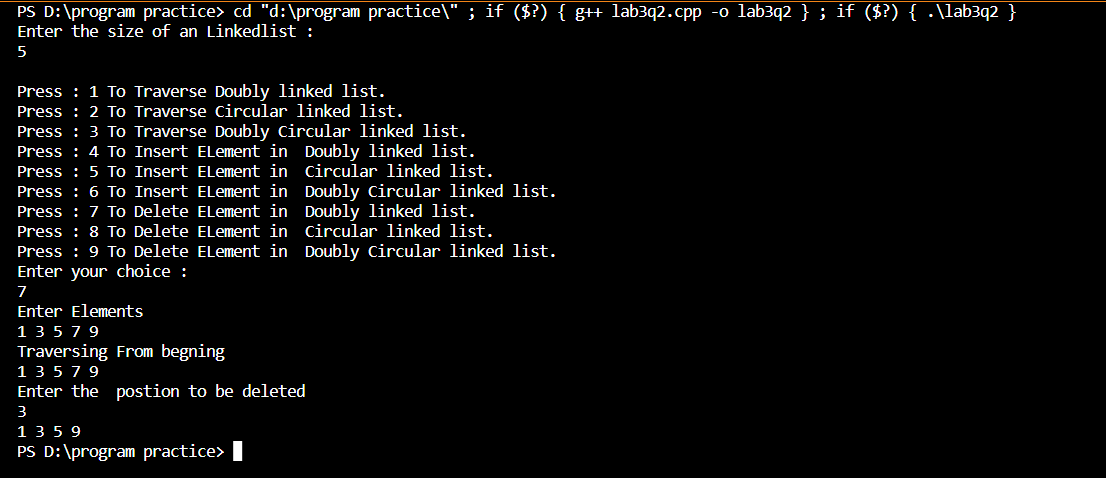 PS D:\program practice> cd "d:\program practice\" ; if ($?) { g++ lab3q2.cpp -o lab3q2 } ; if ($?) { .\lab3q2 }
Enter the size of an Linkedlist :
5
Press : 1 To Traverse Doubly linked list.
Press : 2 To Traverse Circular linked list.
Press : 3 To Traverse Doubly Circular linked list.
Press : 4 To Insert ELement in  Doubly linked list.
Press : 5 To Insert ELement in  Circular linked list.
Press : 6 To Insert ELement in  Doubly Circular linked list.
Press : 7 To Delete ELement in  Doubly linked list.
Press : 8 To Delete ELement in  Circular linked list.
Press : 9 To Delete ELement in  Doubly Circular linked list.
Enter your choice :
7
Enter Elements
1 3 5 7 9
Traversing From begning
1 3 5 7 9
Enter the  postion to be deleted
3
1 3 5 9
PS D:\program practice>